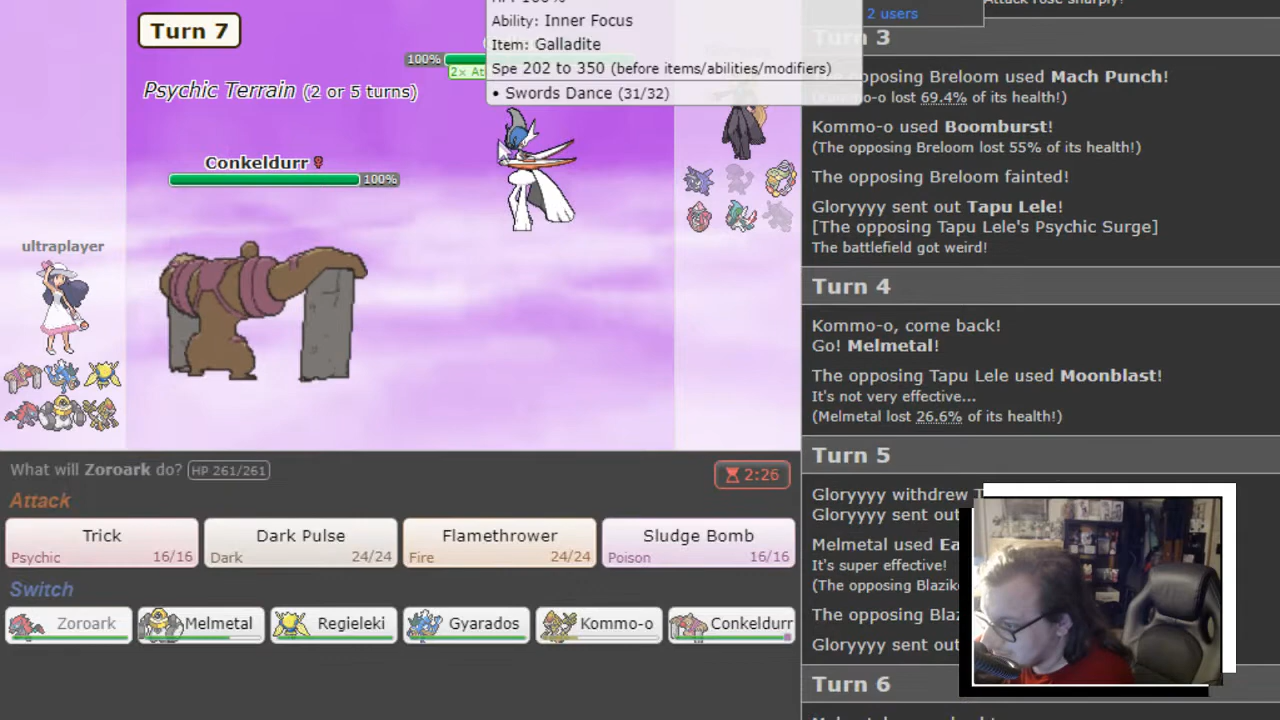 Turn 7
Psychic Terrain (2 or 5 turns)
100%
2x At
Ability: Inner Focus
Item: Galladite
Spe 202 to 350 (before items/abilities/modifiers)
• Swords Dance (31/32)
Conkeldurr
100%
ultraplayer
What will Zoroark do? HP 261/261
2:26
Attack
Trick
Psychic 16/16
Dark Pulse
Dark 24/24
Flamethrower
Fire 24/24
Sludge Bomb
Poison 16/16
Switch
Zoroark
Melmetal
Regieleki
Gyarados
Kommo-o
Conkeldurr
2 users
Attack rose sharply!
Turn 3
opposing Breloom used Mach Punch!
lost 69.4% of its health!)
Kommo-o used Boomburst!
(The opposing Breloom lost 55% of its health!)
The opposing Breloom fainted!
Gloryyyy sent out Tapu Lele!
[The opposing Tapu Lele's Psychic Surge]
The battlefield got weird!
Turn 4
Kommo-o, come back!
Go! Melmetal!
The opposing Tapu Lele used Moonblast!
It's not very effective...
(Melmetal lost 26.6% of its health!)
Turn 5
Gloryyyy withdrew
Gloryyyy sent out
Melmetal used Ea
It's super effective!
(The opposing Blazik
The opposing Blaz
Gloryyyy sent out
Turn 6